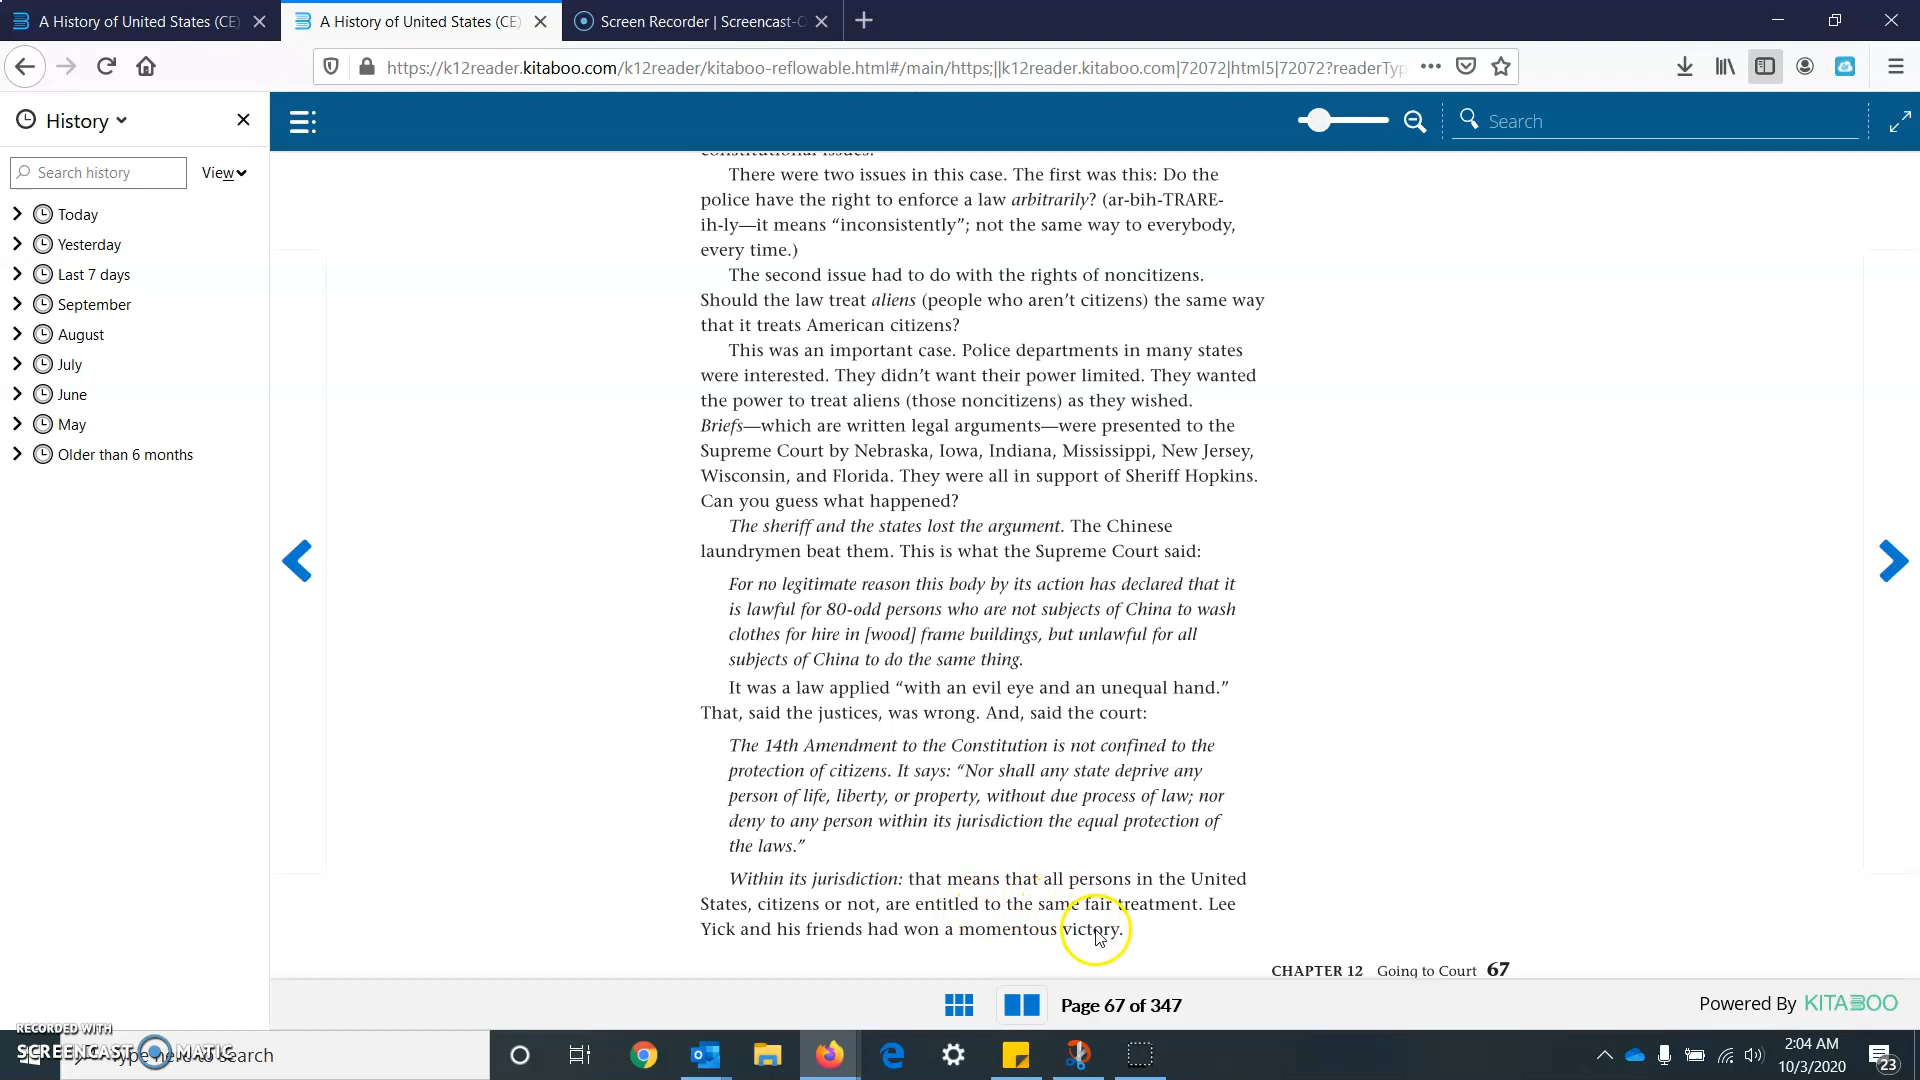 A History of United States (CE)
A History of United States (CE)
Screen Recorder | Screencast-O
https://k12reader.kitaboo.com/k12reader/kitaboo-reflowable.html#/main/https;||k12reader.kitaboo.com|72072|html5|72072?readerTyp
History
Search
Search history
View
Today
Yesterday
Last 7 days
September
August
July
June
May
Older than 6 months
constitutional issues.
There were two issues in this case. The first was this: Do the
police have the right to enforce a law arbitrarily? (ar-bih-TRARE-
ih-ly—it means “inconsistently”; not the same way to everybody,
every time.)
The second issue had to do with the rights of noncitizens.
Should the law treat aliens (people who aren’t citizens) the same way
that it treats American citizens?
This was an important case. Police departments in many states
were interested. They didn’t want their power limited. They wanted
the power to treat aliens (those noncitizens) as they wished.
Briefs—which are written legal arguments—were presented to the
Supreme Court by Nebraska, Iowa, Indiana, Mississippi, New Jersey,
Wisconsin, and Florida. They were all in support of Sheriff Hopkins.
Can you guess what happened?
The sheriff and the states lost the argument. The Chinese
laundrymen beat them. This is what the Supreme Court said:
For no legitimate reason this body by its action has declared that it
is lawful for 80-odd persons who are not subjects of China to wash
clothes for hire in [wood] frame buildings, but unlawful for all
subjects of China to do the same thing.
It was a law applied “with an evil eye and an unequal hand.”
That, said the justices, was wrong. And, said the court:
The 14th Amendment to the Constitution is not confined to the
protection of citizens. It says: “Nor shall any state deprive any
person of life, liberty, or property, without due process of law; nor
deny to any person within its jurisdiction the equal protection of
the laws.”
Within its jurisdiction: that means that all persons in the United
States, citizens or not, are entitled to the same fair treatment. Lee
Yick and his friends had won a momentous victory.
CHAPTER 12 Going to Court 67
Page 67 of 347
Powered By KITABOO
RECORDED WITH
SCREENCAST MATIC
Type here to search
2:04 AM
10/3/2020
23